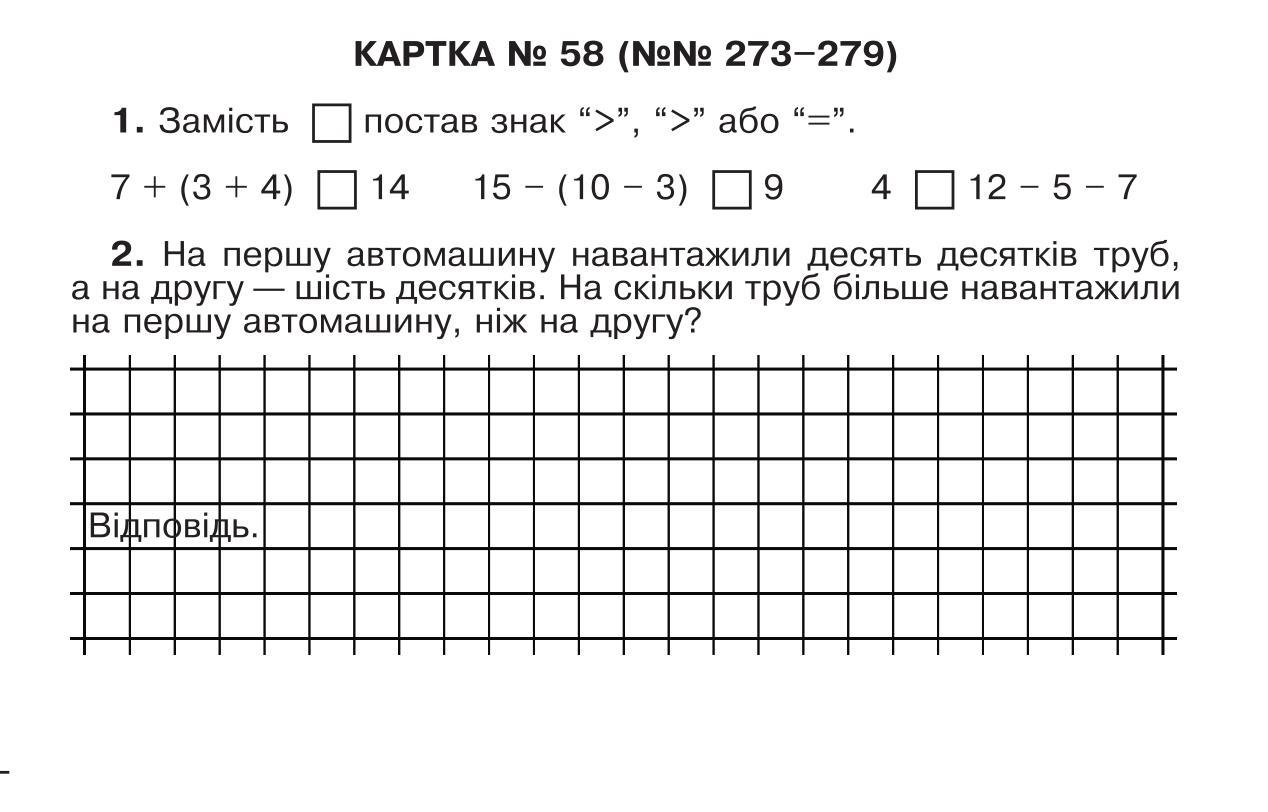 КАРТКА № 58 (№№ 273–279)
1. Замість □ постав знак “>”, “>” або “=”.
7 + (3 + 4) □ 14 15 – (10 – 3) □ 9 4 □ 12 – 5 – 7
2. На першу автомашину навантажили десять десятків труб,
а на другу — шість десятків. На скільки труб більше навантажили
на першу автомашину, ніж на другу?
Відповідь.